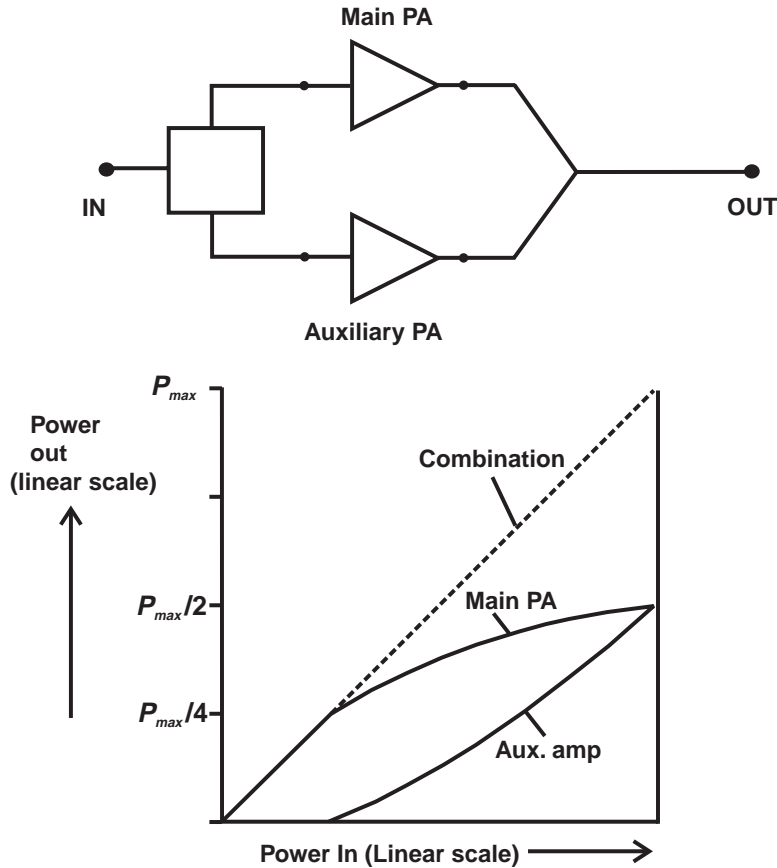 Main PA
IN
OUT
Auxiliary PA
Pmax
Power
out
(linear scale)
Combination
Pmax/2
Main PA
Pmax/4
Aux. amp
Power In (Linear scale)